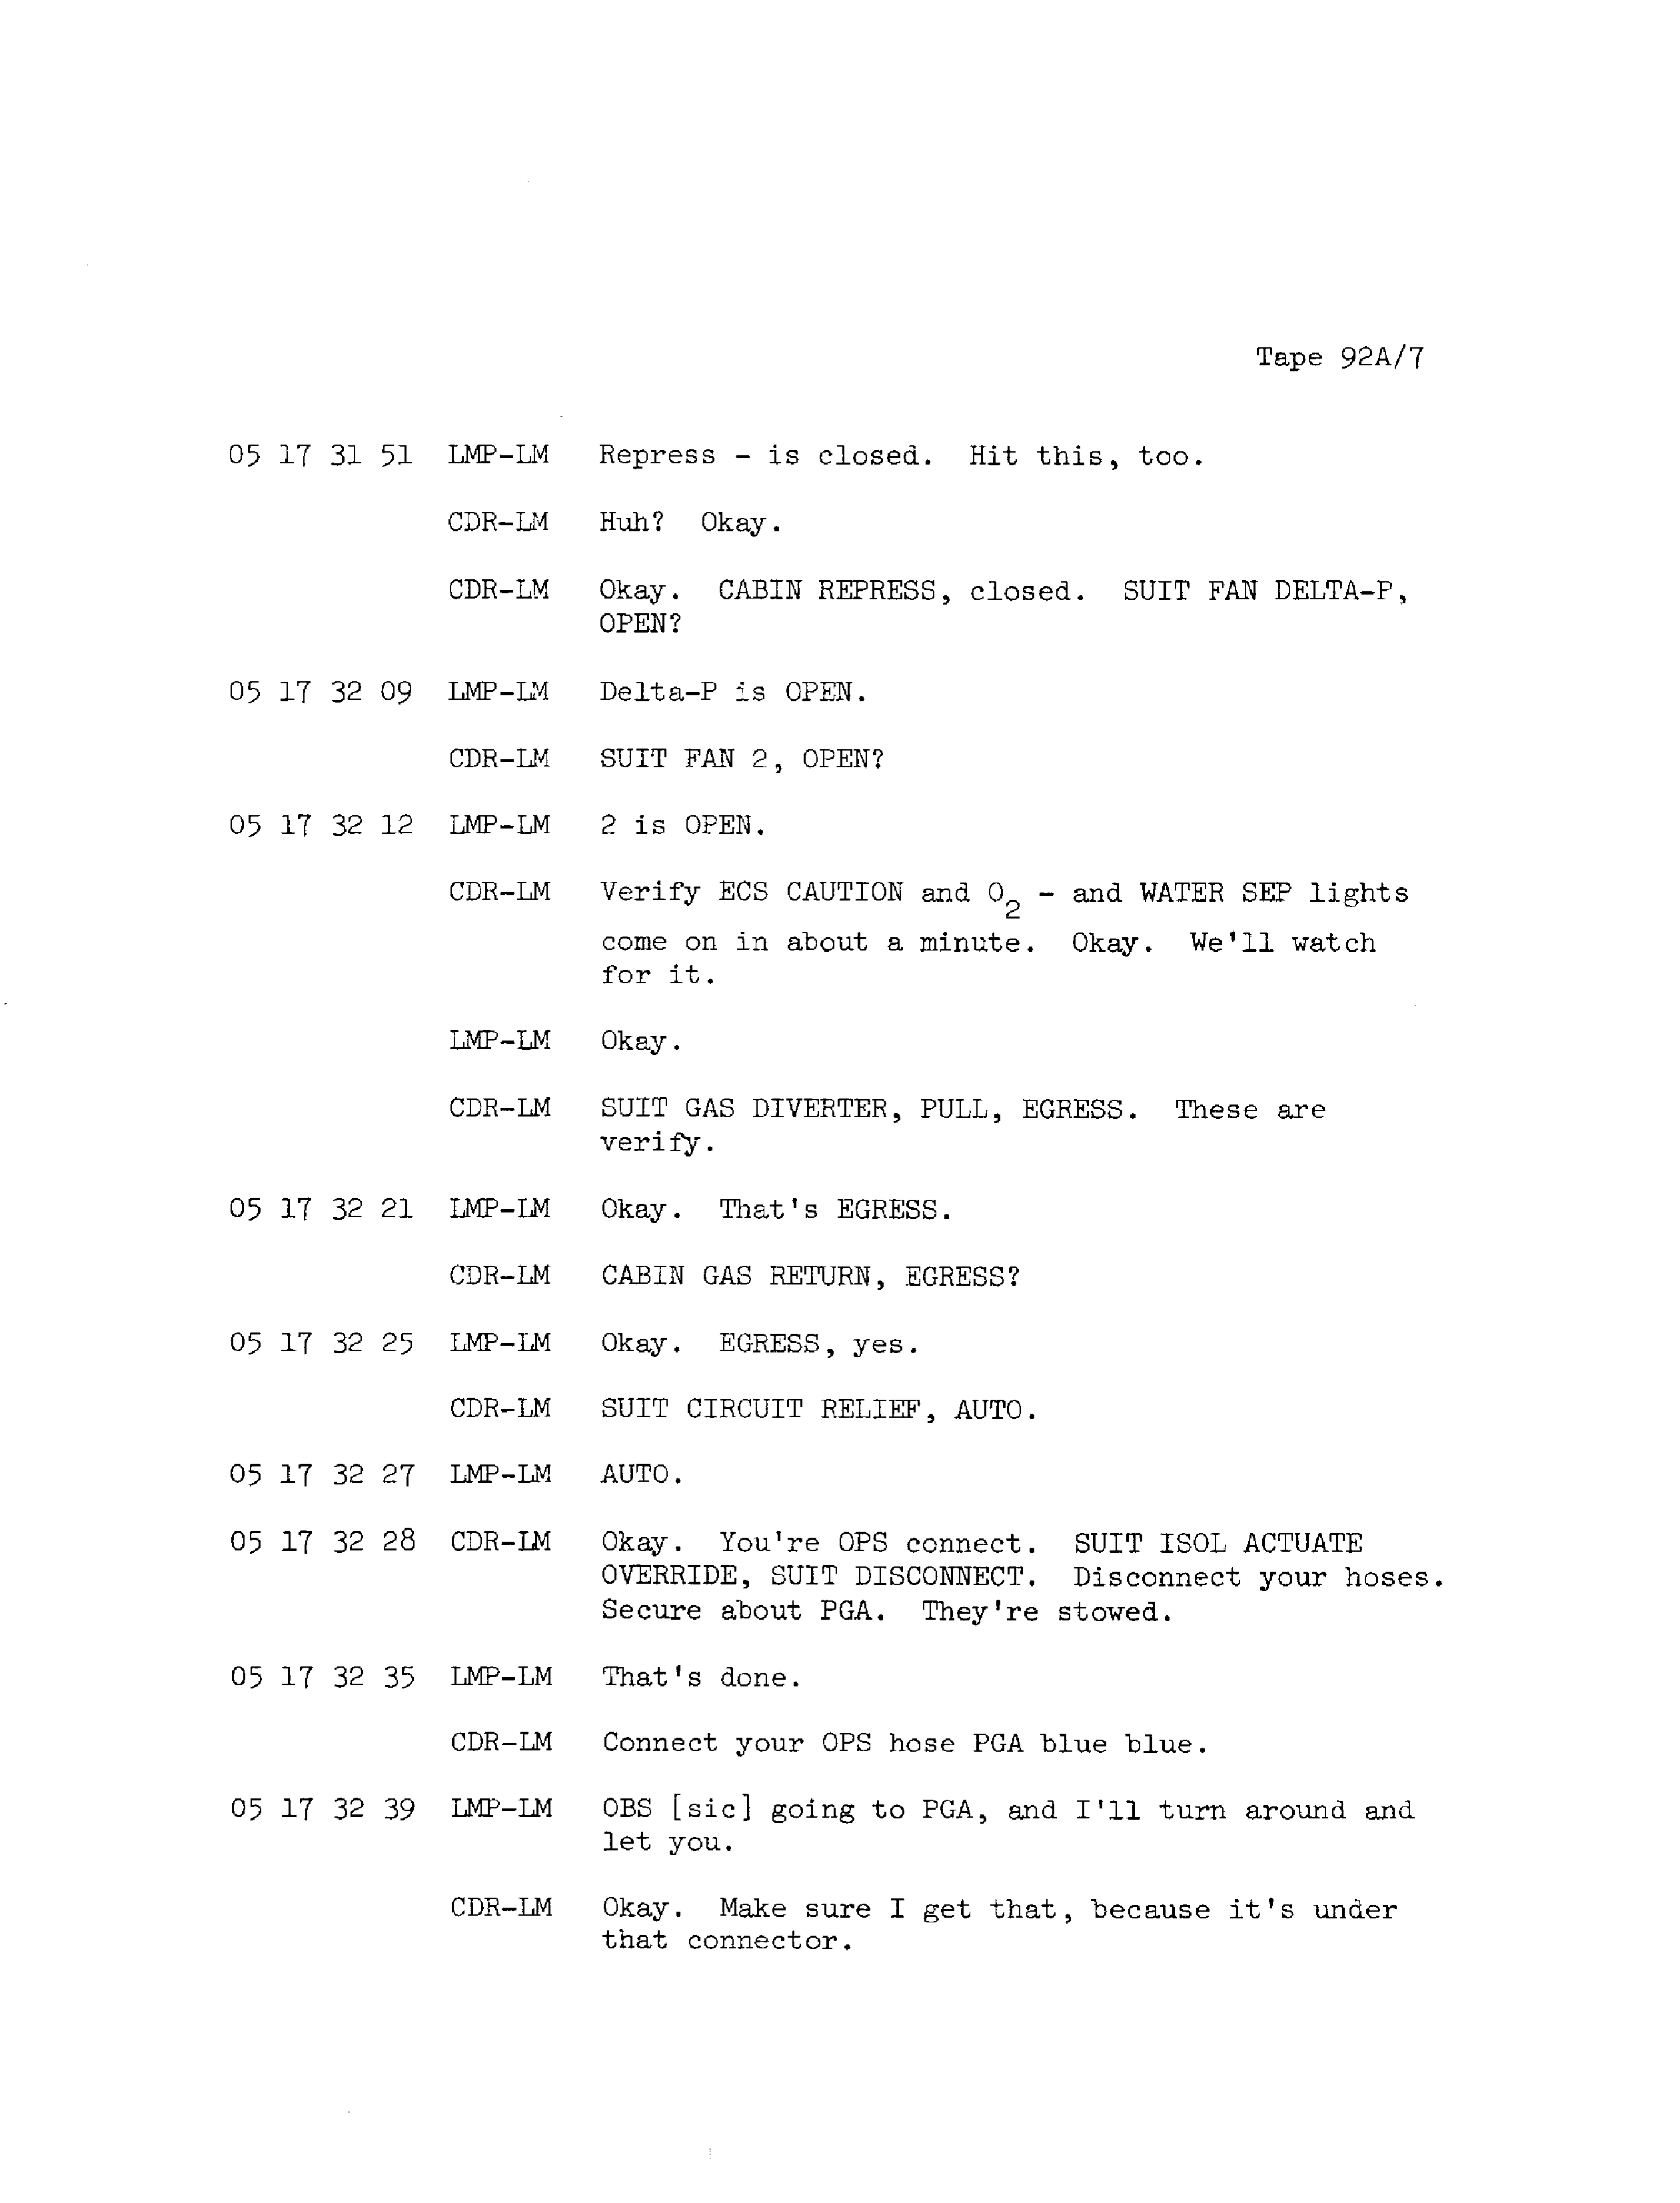 Tape 92A/7
05 17 31 51 LMP-LM Repress - is closed. Hit this, too.
CDR-LM Huh? Okay.
CDR-LM Okay. CABIN REPRESS, closed. SUIT FAN DELTA-P,
OPEN?
05 17 32 09 LMP-LM Delta-P is OPEN.
CDR-LM SUIT FAN 2, OPEN?
05 17 32 12 LMP-LM 2 is OPEN.
CDR-LM Verify ECS CAUTION and O2 - and WATER SEP lights
come on in about a minute. Okay. We'll watch
for it.
LMP-LM Okay.
CDR-LM SUIT GAS DIVERTER, PULL, EGRESS. These are
verify.
05 17 32 21 LMP-LM Okay. That's EGRESS.
CDR-LM CABIN GAS RETURN, EGRESS?
05 17 32 25 LMP-LM Okay. EGRESS, yes.
CDR-LM SUIT CIRCUIT RELIEF, AUTO.
05 17 32 27 LMP-LM AUTO.
05 17 32 28 CDR-LM Okay. You're OPS connect. SUIT ISOL ACTUATE
OVERRIDE, SUIT DISCONNECT. Disconnect your hoses.
Secure about PGA. They're stowed.
05 17 32 35 LMP-LM That's done.
CDR-LM Connect your OPS hose PGA blue blue.
05 17 32 39 LMP-LM OBS [sic] going to PGA, and I'll turn around and
let you.
CDR-LM Okay. Make sure I get that, because it's under
that connector.